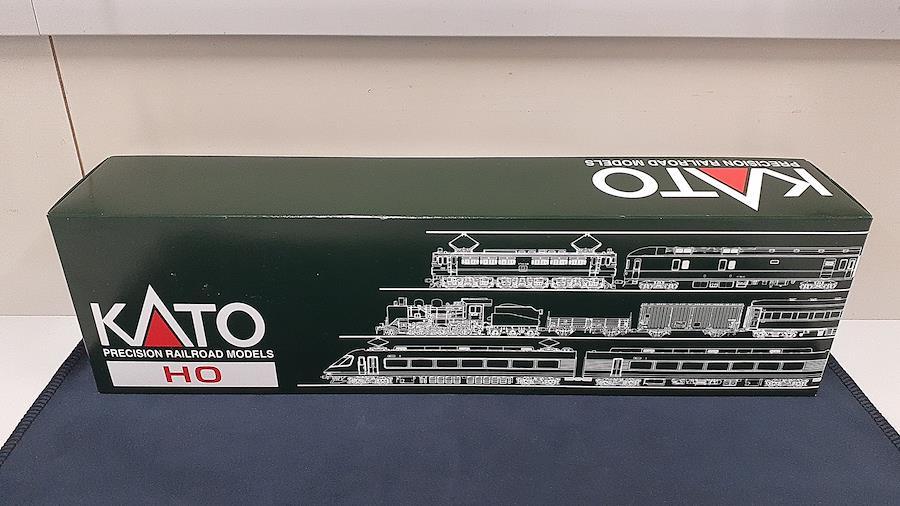 PRECISION RAILROAD MODELS
KATO
KATO
PRECISION RAILROAD MODELS
HO